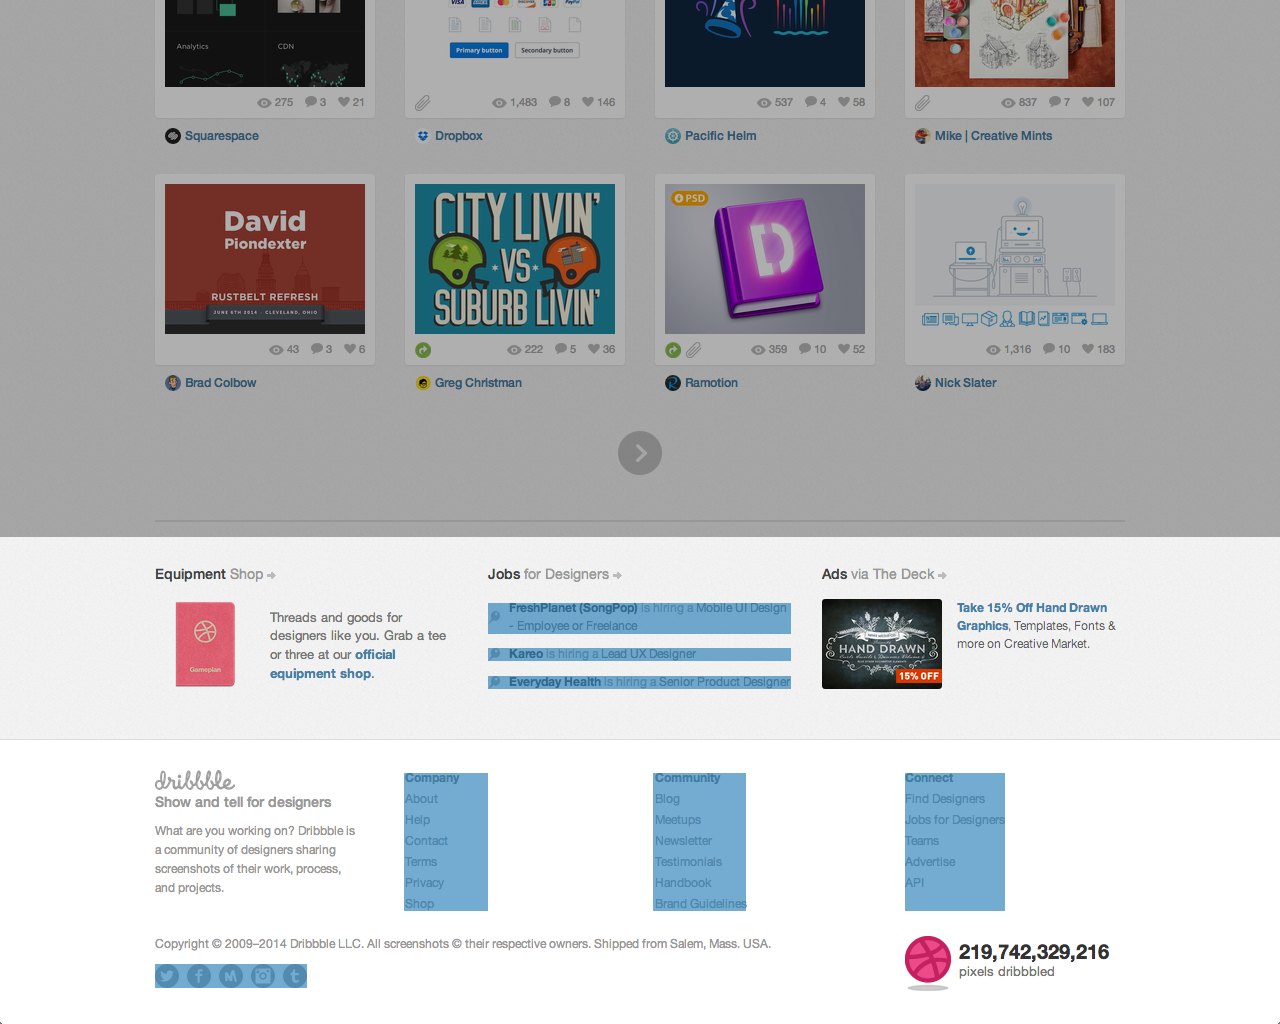 Analytics
CDN
VISA
DISCOVER
PayPal
Primary button
Secondary button
275 3 21
1,483 8 146
537 4 58
837 7 107
Squarespace
Dropbox
Pacific Helm
Mike | Creative Mints
David
Piondexter
RUSTBELT REFRESH
JUNE 6TH 2014 · CLEVELAND, OHIO
CITY LIVIN'
VS
SUBURB LIVIN'
PSD
D
43 3 6
222 5 36
359 10 52
1,316 10 183
Brad Colbow
Greg Christman
Ramotion
Nick Slater
Equipment Shop
Gameplan
Threads and goods for
designers like you. Grab a tee
or three at our official
equipment shop.
Jobs for Designers
FreshPlanet (SongPop) is hiring a Mobile UI Design
- Employee or Freelance
Kareo is hiring a Lead UX Designer
Everyday Health is hiring a Senior Product Designer
Ads via The Deck
HAND DRAWN
15% OFF
Take 15% Off Hand Drawn
Graphics, Templates, Fonts &
more on Creative Market.
dribbble
Show and tell for designers
What are you working on? Dribbble is
a community of designers sharing
screenshots of their work, process,
and projects.
Company
About
Help
Contact
Terms
Privacy
Shop
Community
Blog
Meetups
Newsletter
Testimonials
Handbook
Brand Guidelines
Connect
Find Designers
Jobs for Designers
Teams
Advertise
API
Copyright © 2009–2014 Dribbble LLC. All screenshots © their respective owners. Shipped from Salem, Mass. USA.
219,742,329,216
pixels dribbbled